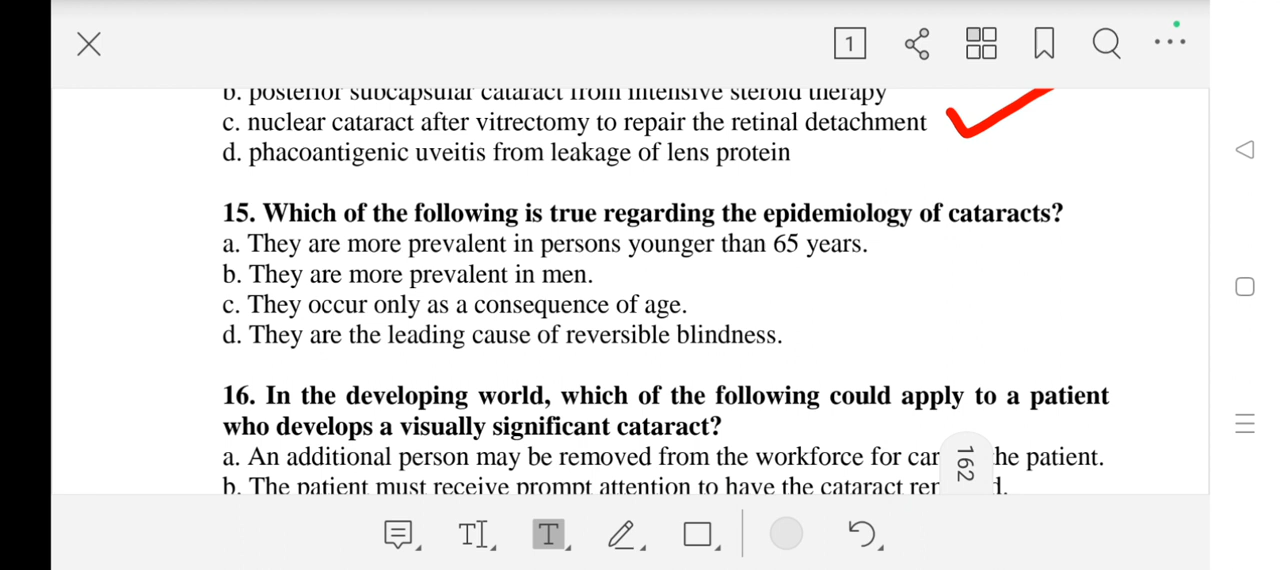 1
b. posterior subcapsular cataract from intensive steroid therapy
c. nuclear cataract after vitrectomy to repair the retinal detachment
d. phacoantigenic uveitis from leakage of lens protein
15. Which of the following is true regarding the epidemiology of cataracts?
a. They are more prevalent in persons younger than 65 years.
b. They are more prevalent in men.
c. They occur only as a consequence of age.
d. They are the leading cause of reversible blindness.
16. In the developing world, which of the following could apply to a patient
who develops a visually significant cataract?
a. An additional person may be removed from the workforce for car he patient.
b. The patient must receive prompt attention to have the cataract
162
TI T